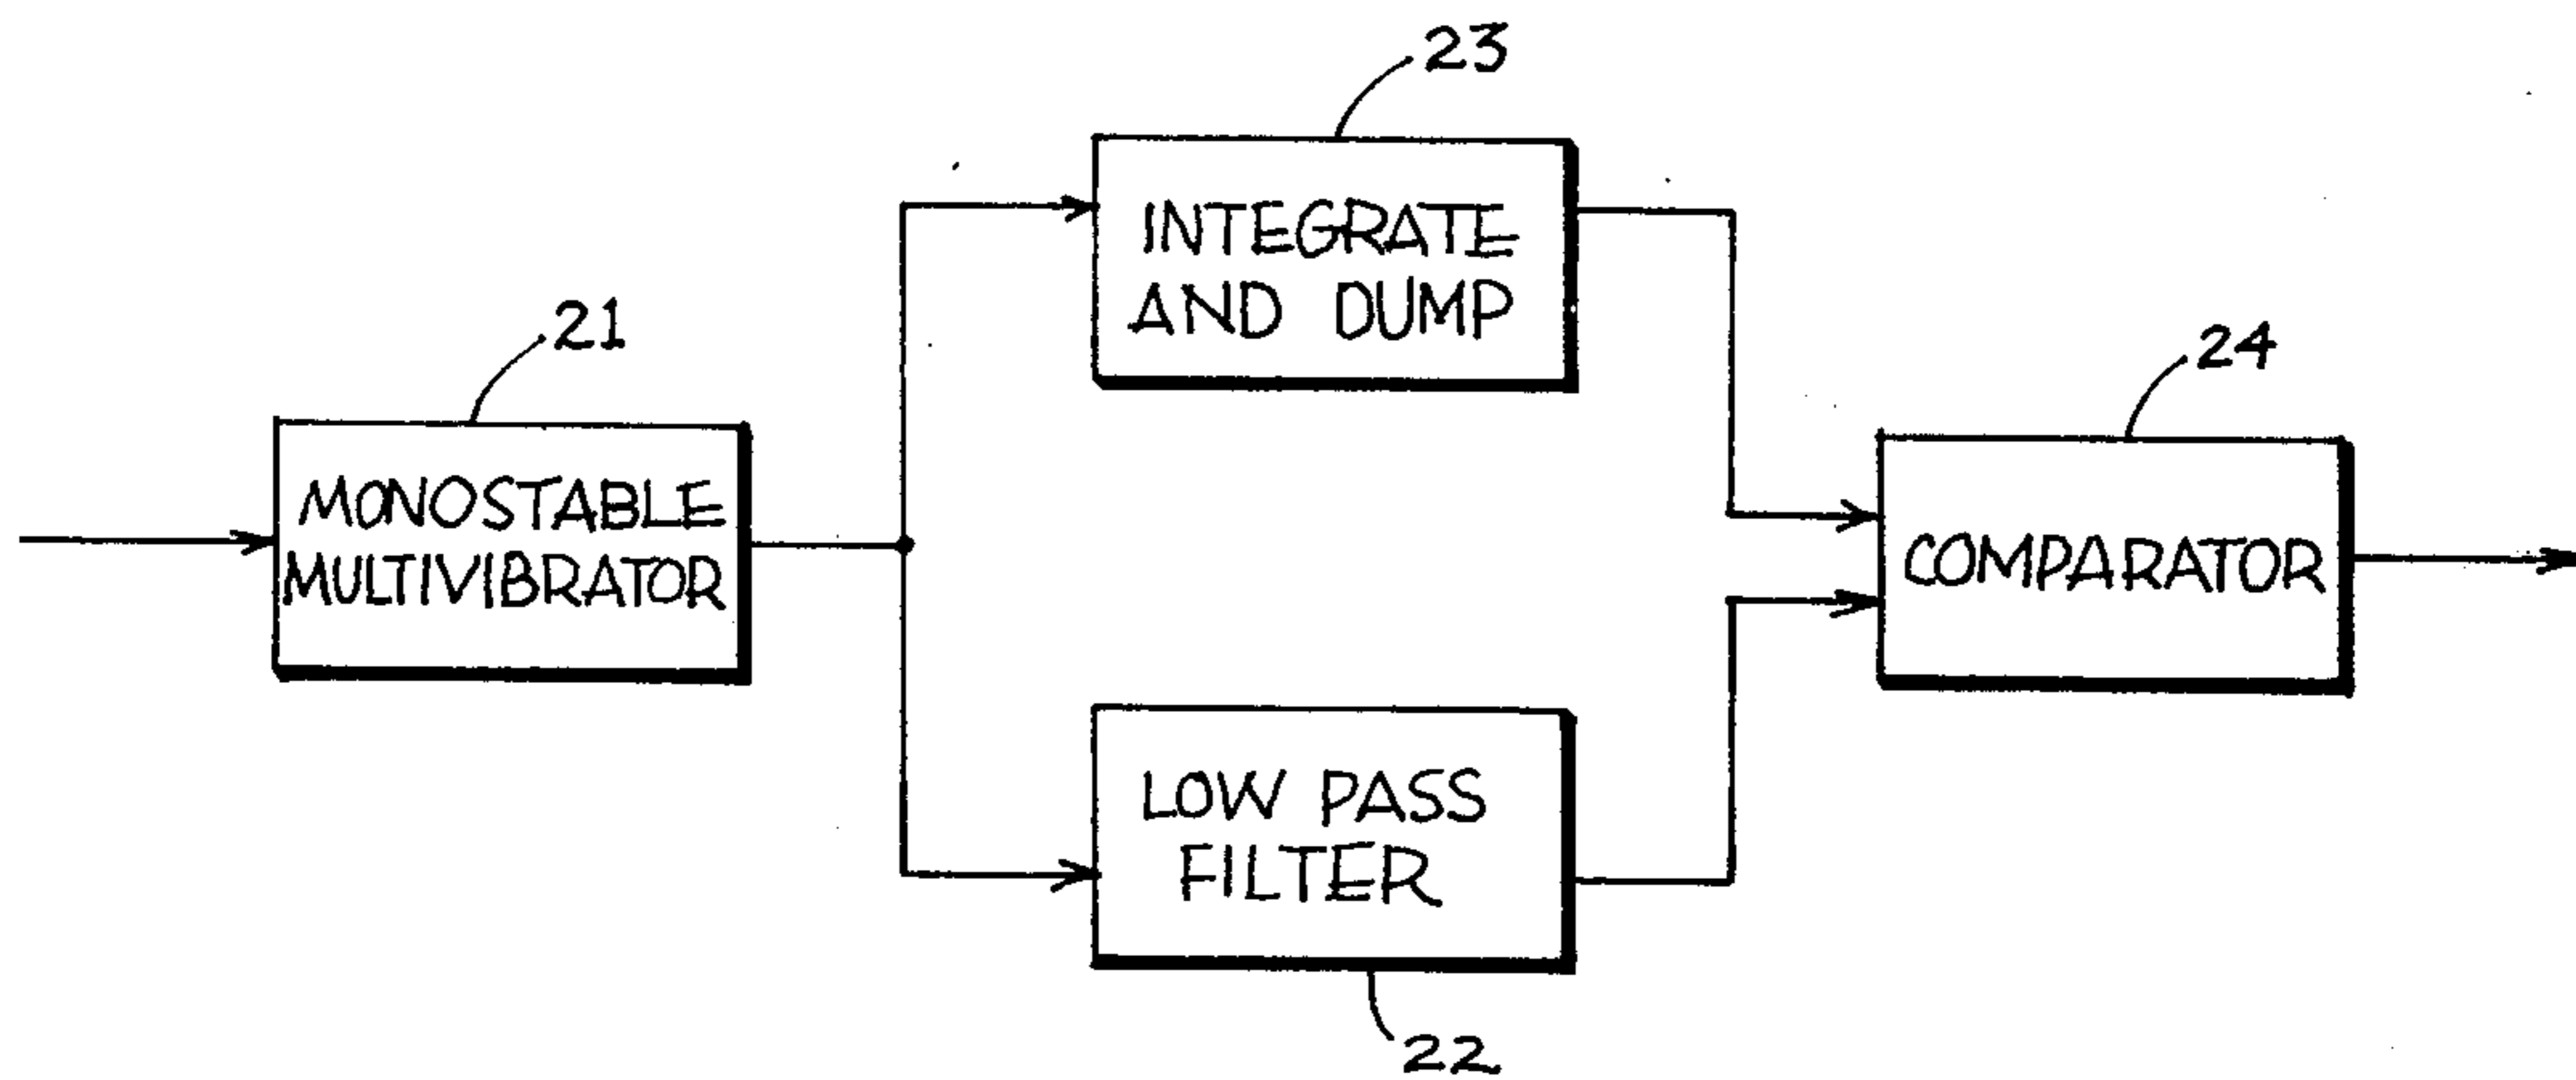 23
INTEGRATE
AND DUMP
21
MONOSTABLE
MULTIVIBRATOR
24
COMPARATOR
LOW PASS
FILTER
22